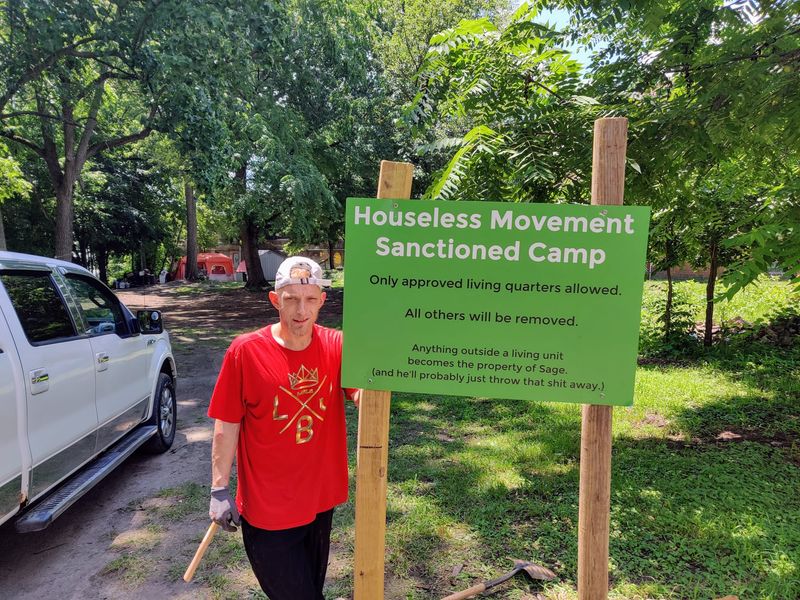 Houseless Movement
Sanctioned Camp
Only approved living quarters allowed.
All others will be removed.
Anything outside a living unit
becomes the property of Sage.
(and he'll probably just throw that shit away.)
L
B